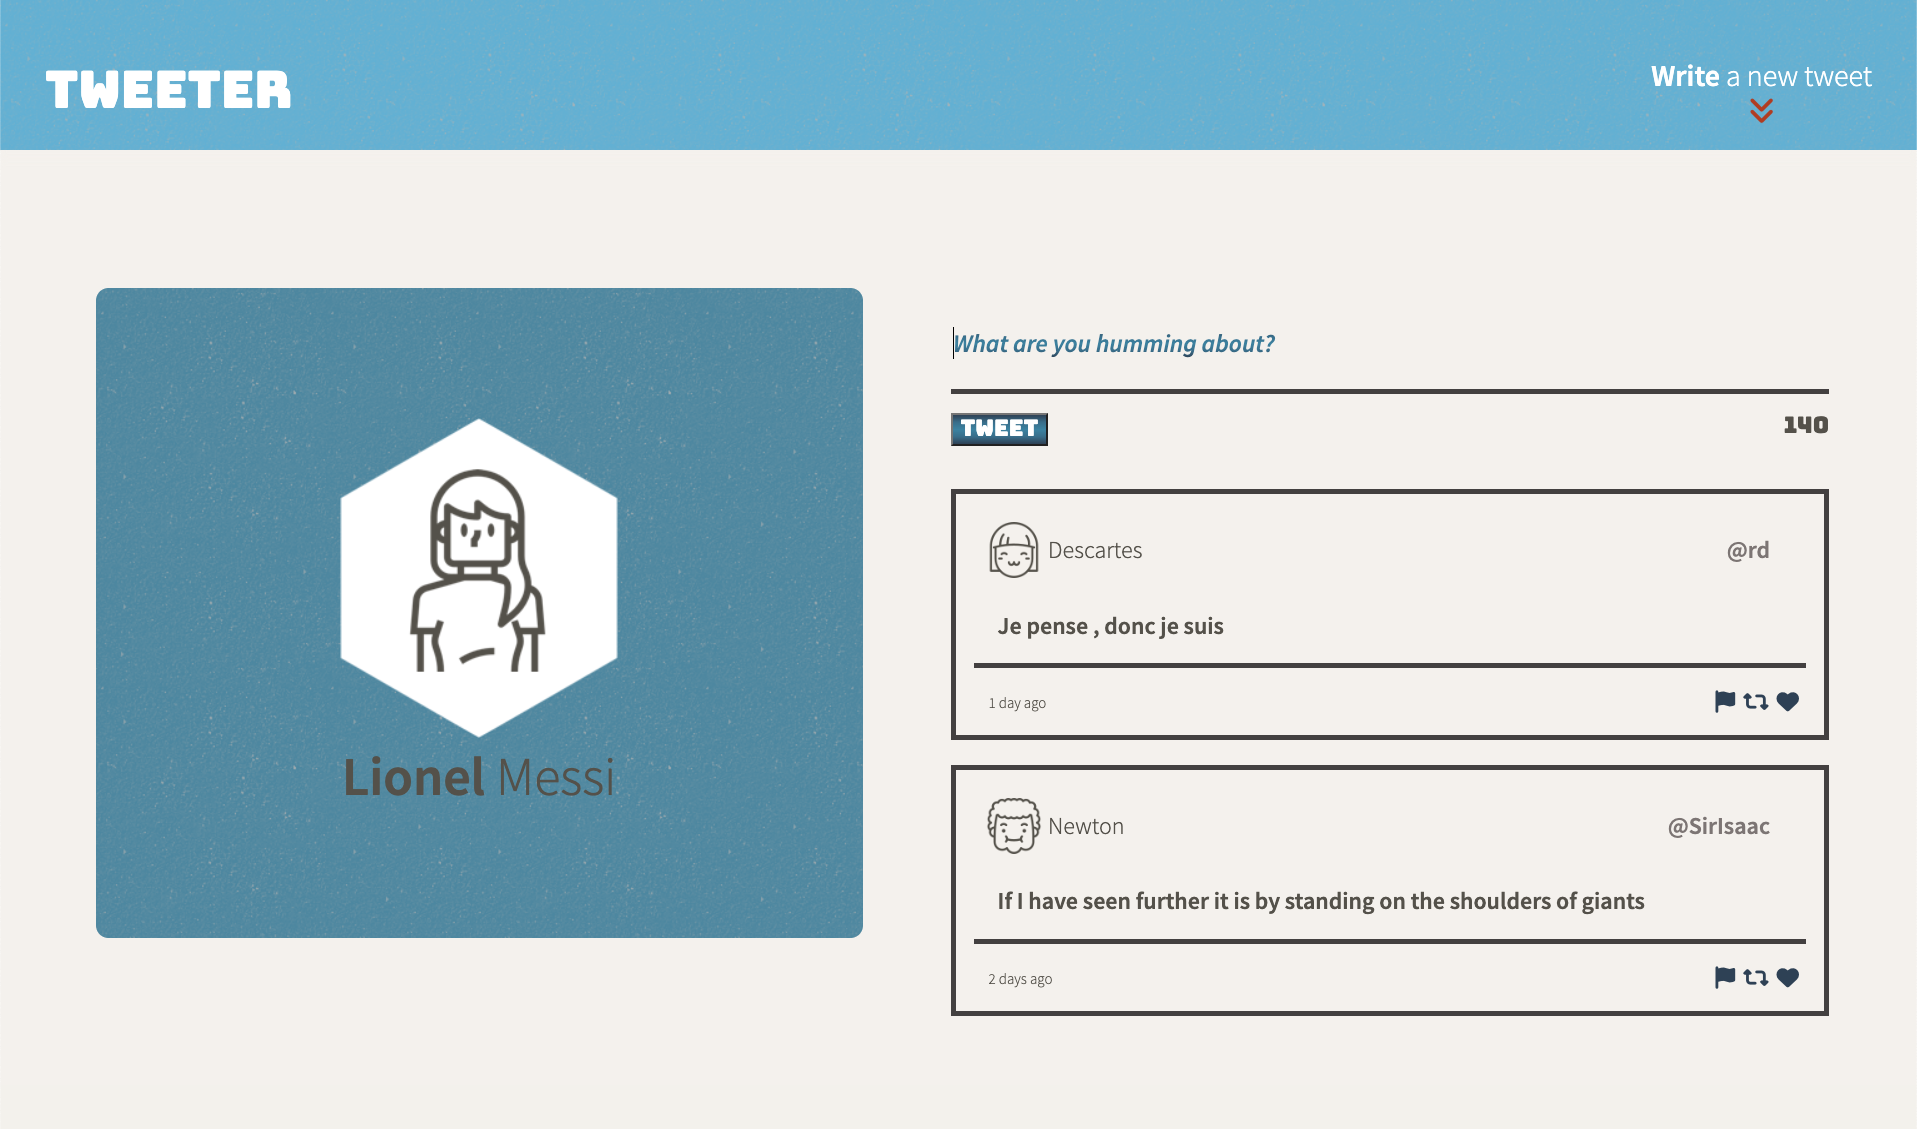 TWEETER
Write a new tweet
What are you humming about?
TWEET
140
Lionel Messi
Descartes
@rd
Je pense , donc je suis
1 day ago
Newton
@SirIsaac
If I have seen further it is by standing on the shoulders of giants
2 days ago